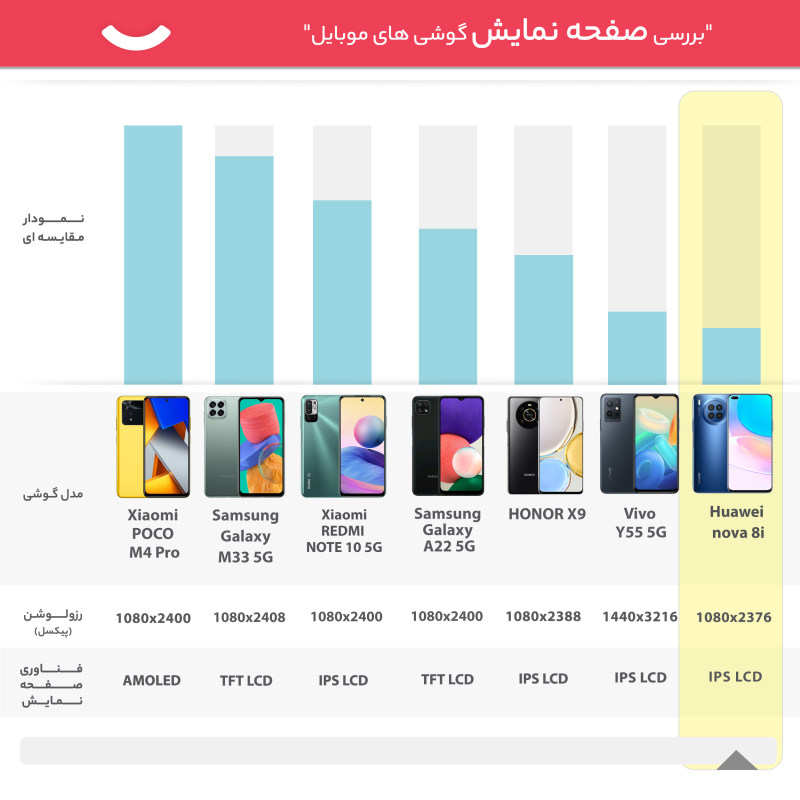 "بررسی صفحه نمایش گوشی های موبایل"
نمودار
مقایسه ای
مدل گوشی
Xiaomi
POCO
M4 Pro
Samsung
Galaxy
M33 5G
Xiaomi
REDMI
NOTE 10 5G
Samsung
Galaxy
A22 5G
HONOR X9
Vivo
Y55 5G
Huawei
nova 8i
رزولوشن
(پیکسل)
1080x2400
1080x2408
1080x2400
1080x2400
1080x2388
1440x3216
1080x2376
فناوری
صفحه
نمایش
AMOLED
TFT LCD
IPS LCD
TFT LCD
IPS LCD
IPS LCD
IPS LCD